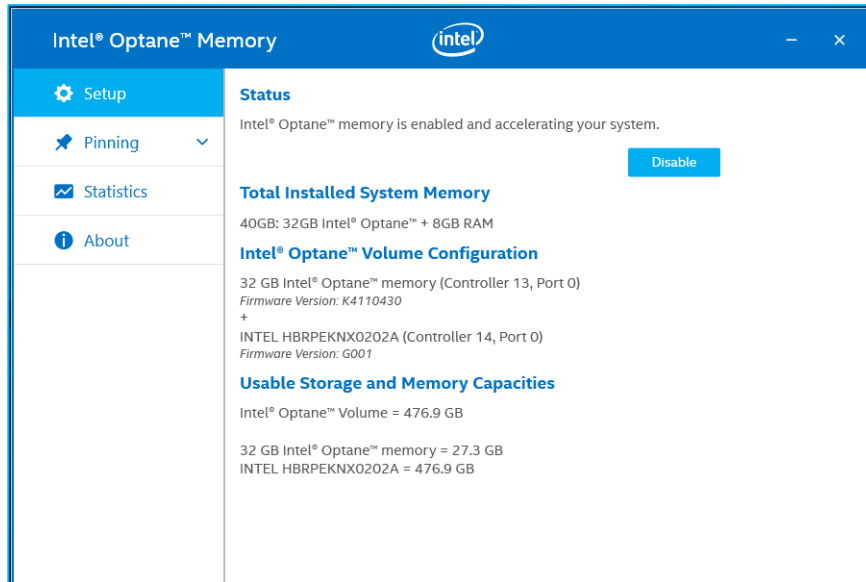 Intel® Optane™ Memory
intel
Setup
Pinning
Statistics
About
Status
Intel® Optane™ memory is enabled and accelerating your system.
Disable
Total Installed System Memory
40GB: 32GB Intel® Optane™ + 8GB RAM
Intel® Optane™ Volume Configuration
32 GB Intel® Optane™ memory (Controller 13, Port 0)
Firmware Version: K4110430
+
INTEL HBRPEKNX0202A (Controller 14, Port 0)
Firmware Version: G001
Usable Storage and Memory Capacities
Intel® Optane™ Volume = 476.9 GB
32 GB Intel® Optane™ memory = 27.3 GB
INTEL HBRPEKNX0202A = 476.9 GB